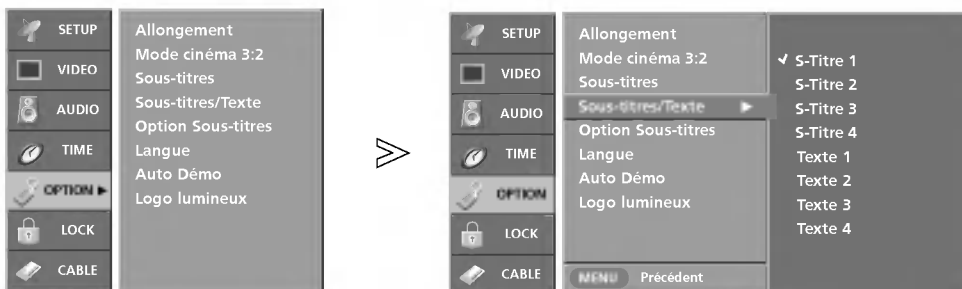 SETUP
VIDEO
AUDIO
TIME
OPTION
LOCK
CABLE
Allongement
Mode cinéma 3:2
Sous-titres
Sous-titres/Texte
Option Sous-titres
Langue
Auto Démo
Logo lumineux
SETUP
VIDEO
AUDIO
TIME
OPTION
LOCK
CABLE
Allongement
Mode cinéma 3:2
Sous-titres
Sous-titres/Texte
Option Sous-titres
Langue
Auto Démo
Logo lumineux
MENU Précédent
S-Titre 1
S-Titre 2
S-Titre 3
S-Titre 4
Texte 1
Texte 2
Texte 3
Texte 4